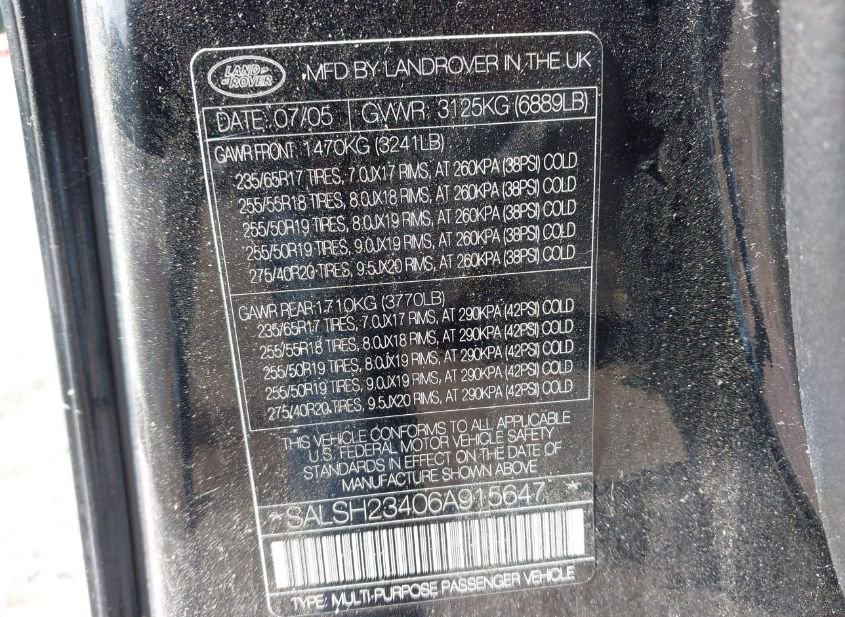 LAND ROVER
MFD BY LANDROVER IN THE UK
DATE: 07/05 GVWR 3125KG (6889LB)
GAWR FRONT: 1470KG (3241LB)
235/65R17 TIRES, 7.0JX17 RIMS, AT 260KPA (38PSI) COLD
255/55R18 TIRES, 8.0JX18 RIMS, AT 260KPA (38PSI) COLD
255/50R19 TIRES, 8.0JX19 RIMS, AT 260KPA (38PSI) COLD
255/50R19 TIRES, 9.0JX19 RIMS, AT 260KPA (38PSI) COLD
275/40R20 TIRES, 9.5JX20 RIMS, AT 260KPA (38PSI) COLD
GAWR REAR: 1710KG (3770LB)
235/65R17 TIRES, 7.0JX17 RIMS, AT 290KPA (42PSI) COLD
255/55R18 TIRES, 8.0JX18 RIMS, AT 290KPA (42PSI) COLD
255/50R19 TIRES, 8.0JX19 RIMS, AT 290KPA (42PSI) COLD
255/50R19 TIRES, 9.0JX19 RIMS, AT 290KPA (42PSI) COLD
275/40R20 TIRES, 9.5JX20 RIMS, AT 290KPA (42PSI) COLD
THIS VEHICLE CONFORMS TO ALL APPLICABLE
U.S. FEDERAL MOTOR VEHICLE SAFETY
STANDARDS IN EFFECT ON THE DATE OF
MANUFACTURE SHOWN ABOVE
* SALSH23406A915647 *
TYPE: MULTI-PURPOSE PASSENGER VEHICLE